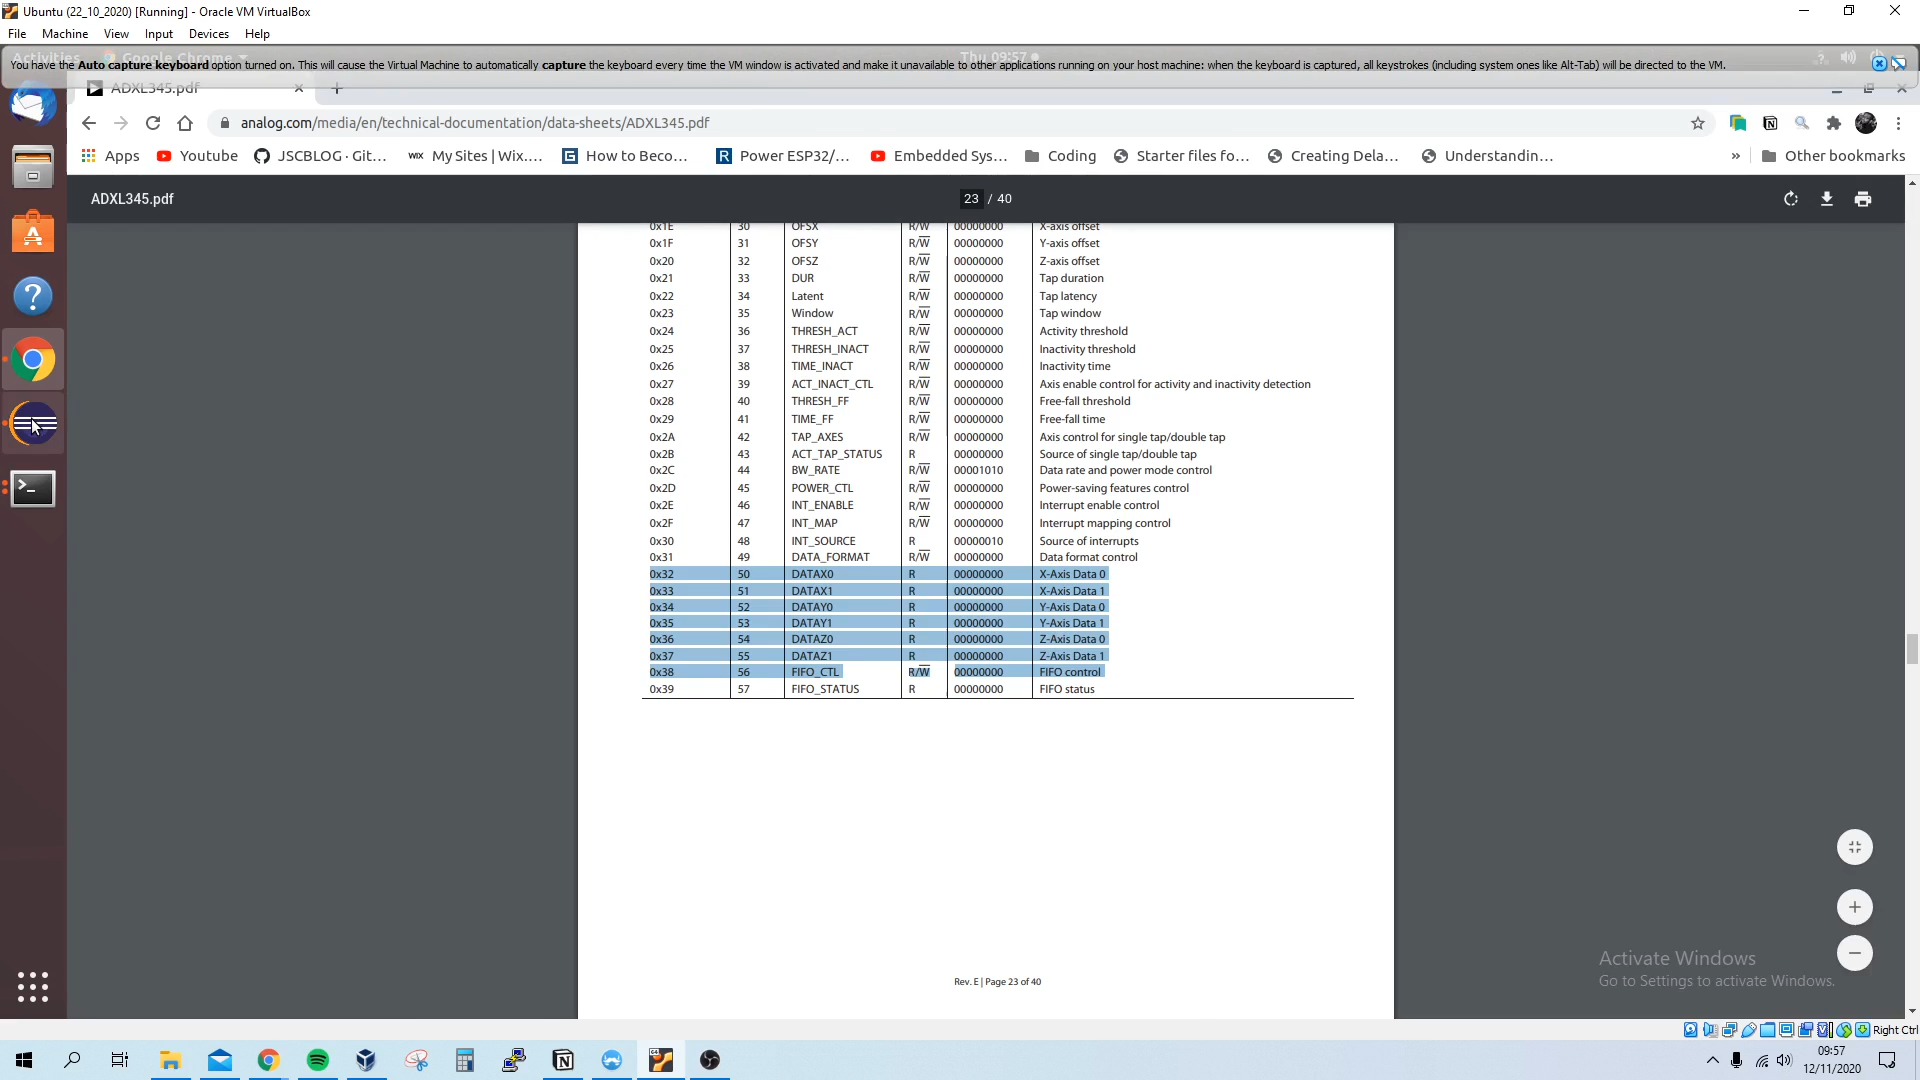 Ubuntu (22_10_2020) [Running] - Oracle VM VirtualBox
File Machine View Input Devices Help
Activities Google Chrome Thu 09:57
You have the Auto capture keyboard option turned on. This will cause the Virtual Machine to automatically capture the keyboard every time the VM window is activated and make it unavailable to other applications running on your host machine: when the keyboard is captured, all keystrokes (including system ones like Alt-Tab) will be directed to the VM.
ADXL345.pdf
analog.com/media/en/technical-documentation/data-sheets/ADXL345.pdf
Apps YouTube JSCBLOG · Git... WIX My Sites | Wix.... How to Beco... R Power ESP32/... Embedded Sys... Coding Starter files fo... Creating Dela... Understandin... » Other bookmarks
ADXL345.pdf 23 / 40
0x1E 30 OFSX R/W 00000000 X-axis offset
0x1F 31 OFSY R/W 00000000 Y-axis offset
0x20 32 OFSZ R/W 00000000 Z-axis offset
0x21 33 DUR R/W 00000000 Tap duration
0x22 34 Latent R/W 00000000 Tap latency
0x23 35 Window R/W 00000000 Tap window
0x24 36 THRESH_ACT R/W 00000000 Activity threshold
0x25 37 THRESH_INACT R/W 00000000 Inactivity threshold
0x26 38 TIME_INACT R/W 00000000 Inactivity time
0x27 39 ACT_INACT_CTL R/W 00000000 Axis enable control for activity and inactivity detection
0x28 40 THRESH_FF R/W 00000000 Free-fall threshold
0x29 41 TIME_FF R/W 00000000 Free-fall time
0x2A 42 TAP_AXES R/W 00000000 Axis control for single tap/double tap
0x2B 43 ACT_TAP_STATUS R 00000000 Source of single tap/double tap
0x2C 44 BW_RATE R/W 00001010 Data rate and power mode control
0x2D 45 POWER_CTL R/W 00000000 Power-saving features control
0x2E 46 INT_ENABLE R/W 00000000 Interrupt enable control
0x2F 47 INT_MAP R/W 00000000 Interrupt mapping control
0x30 48 INT_SOURCE R 00000010 Source of interrupts
0x31 49 DATA_FORMAT R/W 00000000 Data format control
0x32 50 DATAX0 R 00000000 X-Axis Data 0
0x33 51 DATAX1 R 00000000 X-Axis Data 1
0x34 52 DATAY0 R 00000000 Y-Axis Data 0
0x35 53 DATAY1 R 00000000 Y-Axis Data 1
0x36 54 DATAZ0 R 00000000 Z-Axis Data 0
0x37 55 DATAZ1 R 00000000 Z-Axis Data 1
0x38 56 FIFO_CTL R/W 00000000 FIFO control
0x39 57 FIFO_STATUS R 00000000 FIFO status
Rev. E | Page 23 of 40
Activate Windows
Go to Settings to activate Windows.
Right Ctrl
09:57
12/11/2020